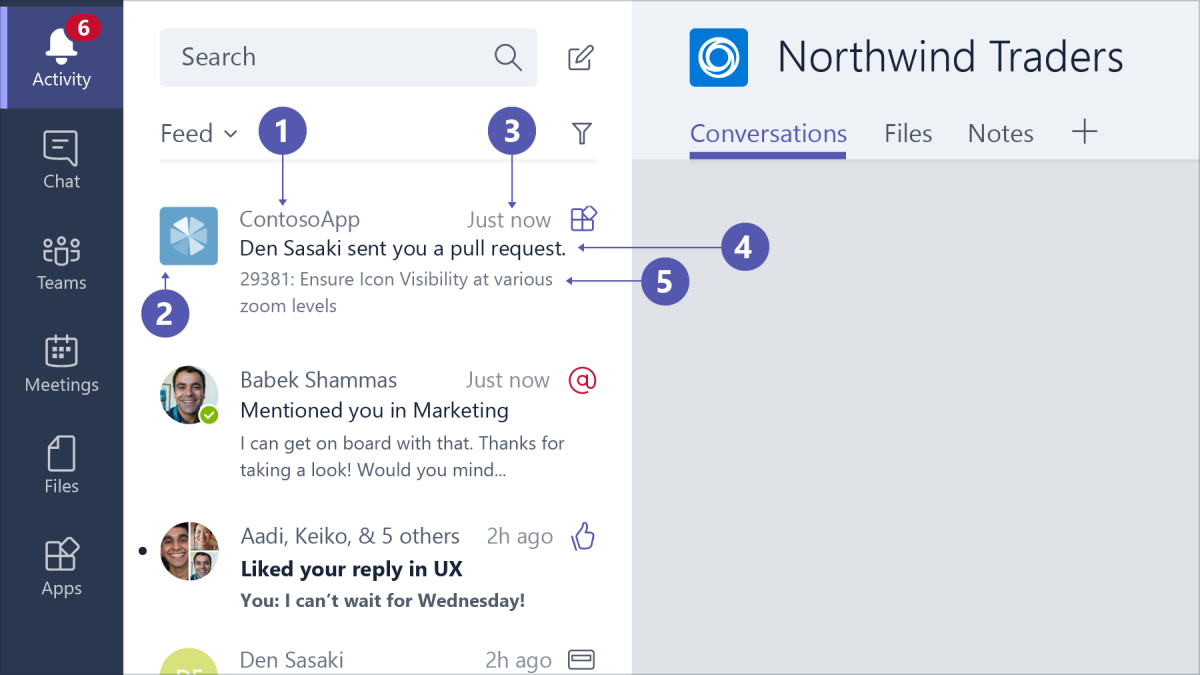 6
Activity
Chat
Teams
Meetings
Files
Apps
Search
Feed
1
3
ContosoApp
Just now
Den Sasaki sent you a pull request.
4
29381: Ensure Icon Visibility at various
zoom levels
5
2
Babek Shammas
Just now
Mentioned you in Marketing
I can get on board with that. Thanks for
taking a look! Would you mind...
Aadi, Keiko, & 5 others
2h ago
Liked your reply in UX
You: I can’t wait for Wednesday!
Den Sasaki
2h ago
Northwind Traders
Conversations
Files
Notes